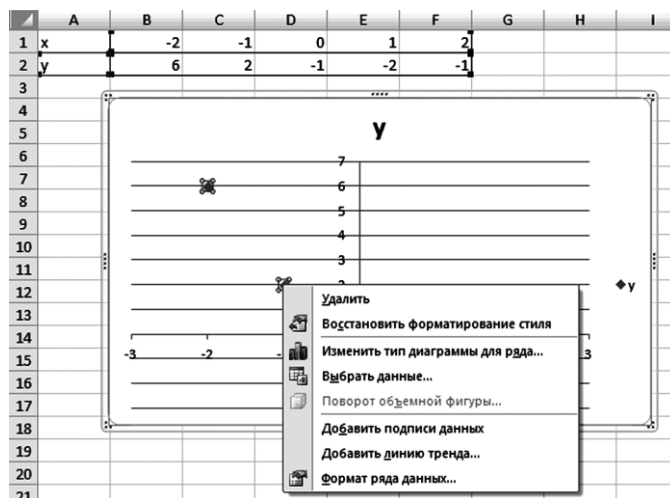 A B C D E F G H I
1 x -2 -1 0 1 2
2 y 6 2 -1 -2 -1
3
4
5 y
6 7
7 6
8 5
9 4
10 3
11
12 y
Удалить
13 Восстановить форматирование стиля
14 Изменить тип диаграммы для ряда...
15 -3 -2 3
16 Выбрать данные...
17 Поворот объемной фигуры...
18 Добавить подписи данных
19 Добавить линию тренда...
20 Формат ряда данных...
21